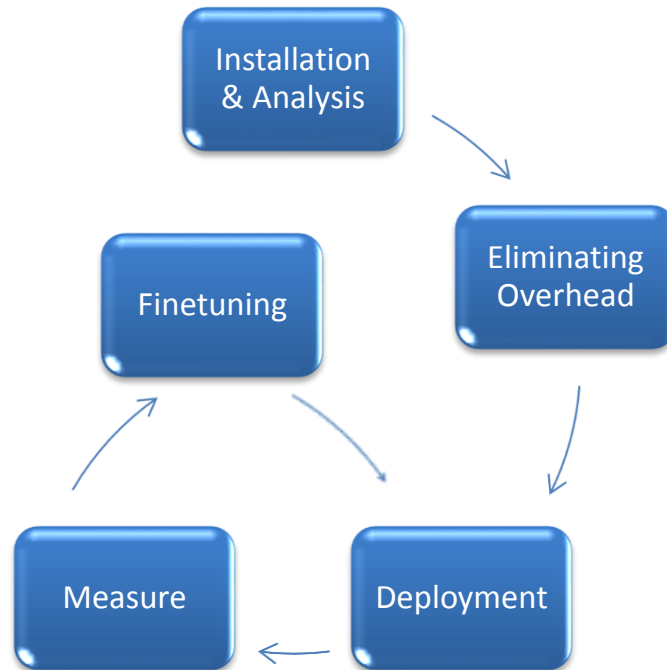 Installation
& Analysis
Eliminating
Overhead
Finetuning
Measure
Deployment